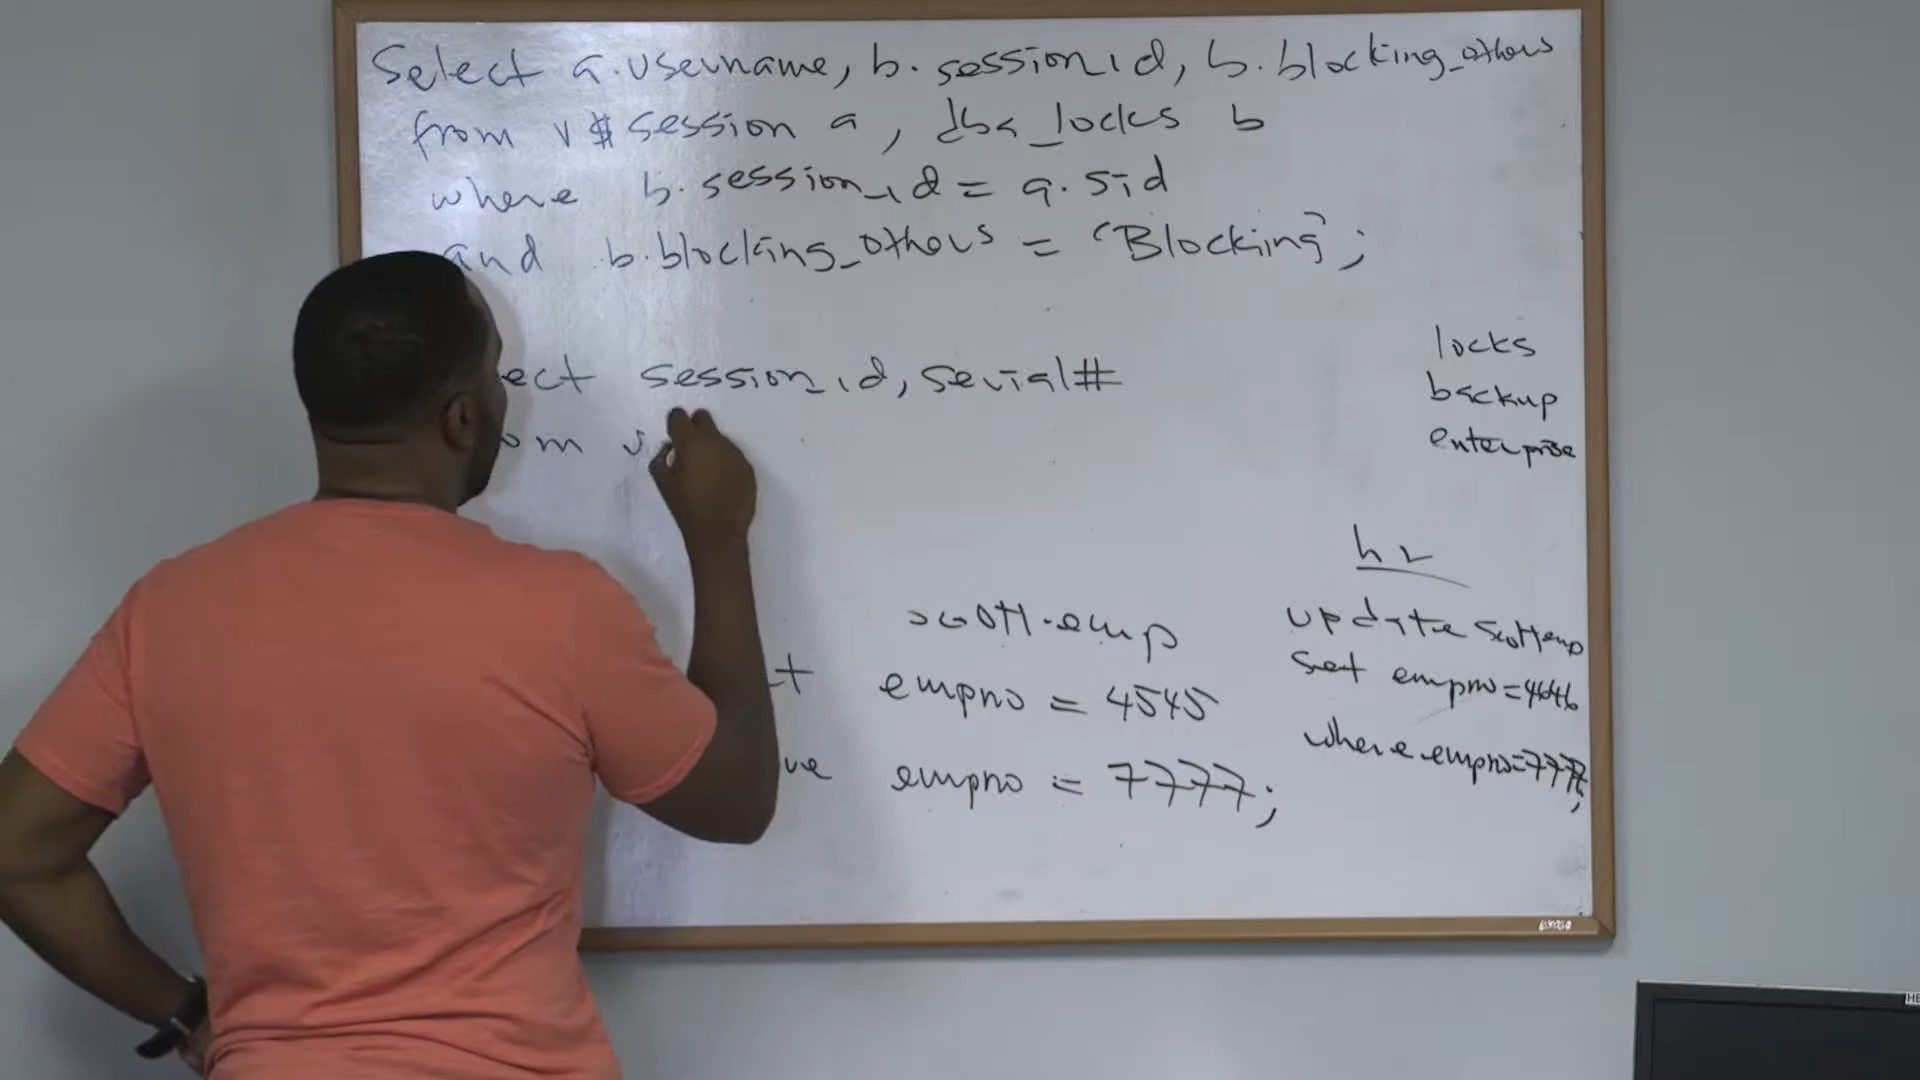 Select a.username, b.session_id, b.blocking_others
from v$session a, dba_locks b
where b.session_id = a.sid
and b.blocking_others = 'Blocking';
ect session_id, serial#
om v
locks
backup
enterprise
hr
scott.emp
t empno = 4545
ve empno = 7777;
update scott.emp
set empno=4646
where empno=7777;